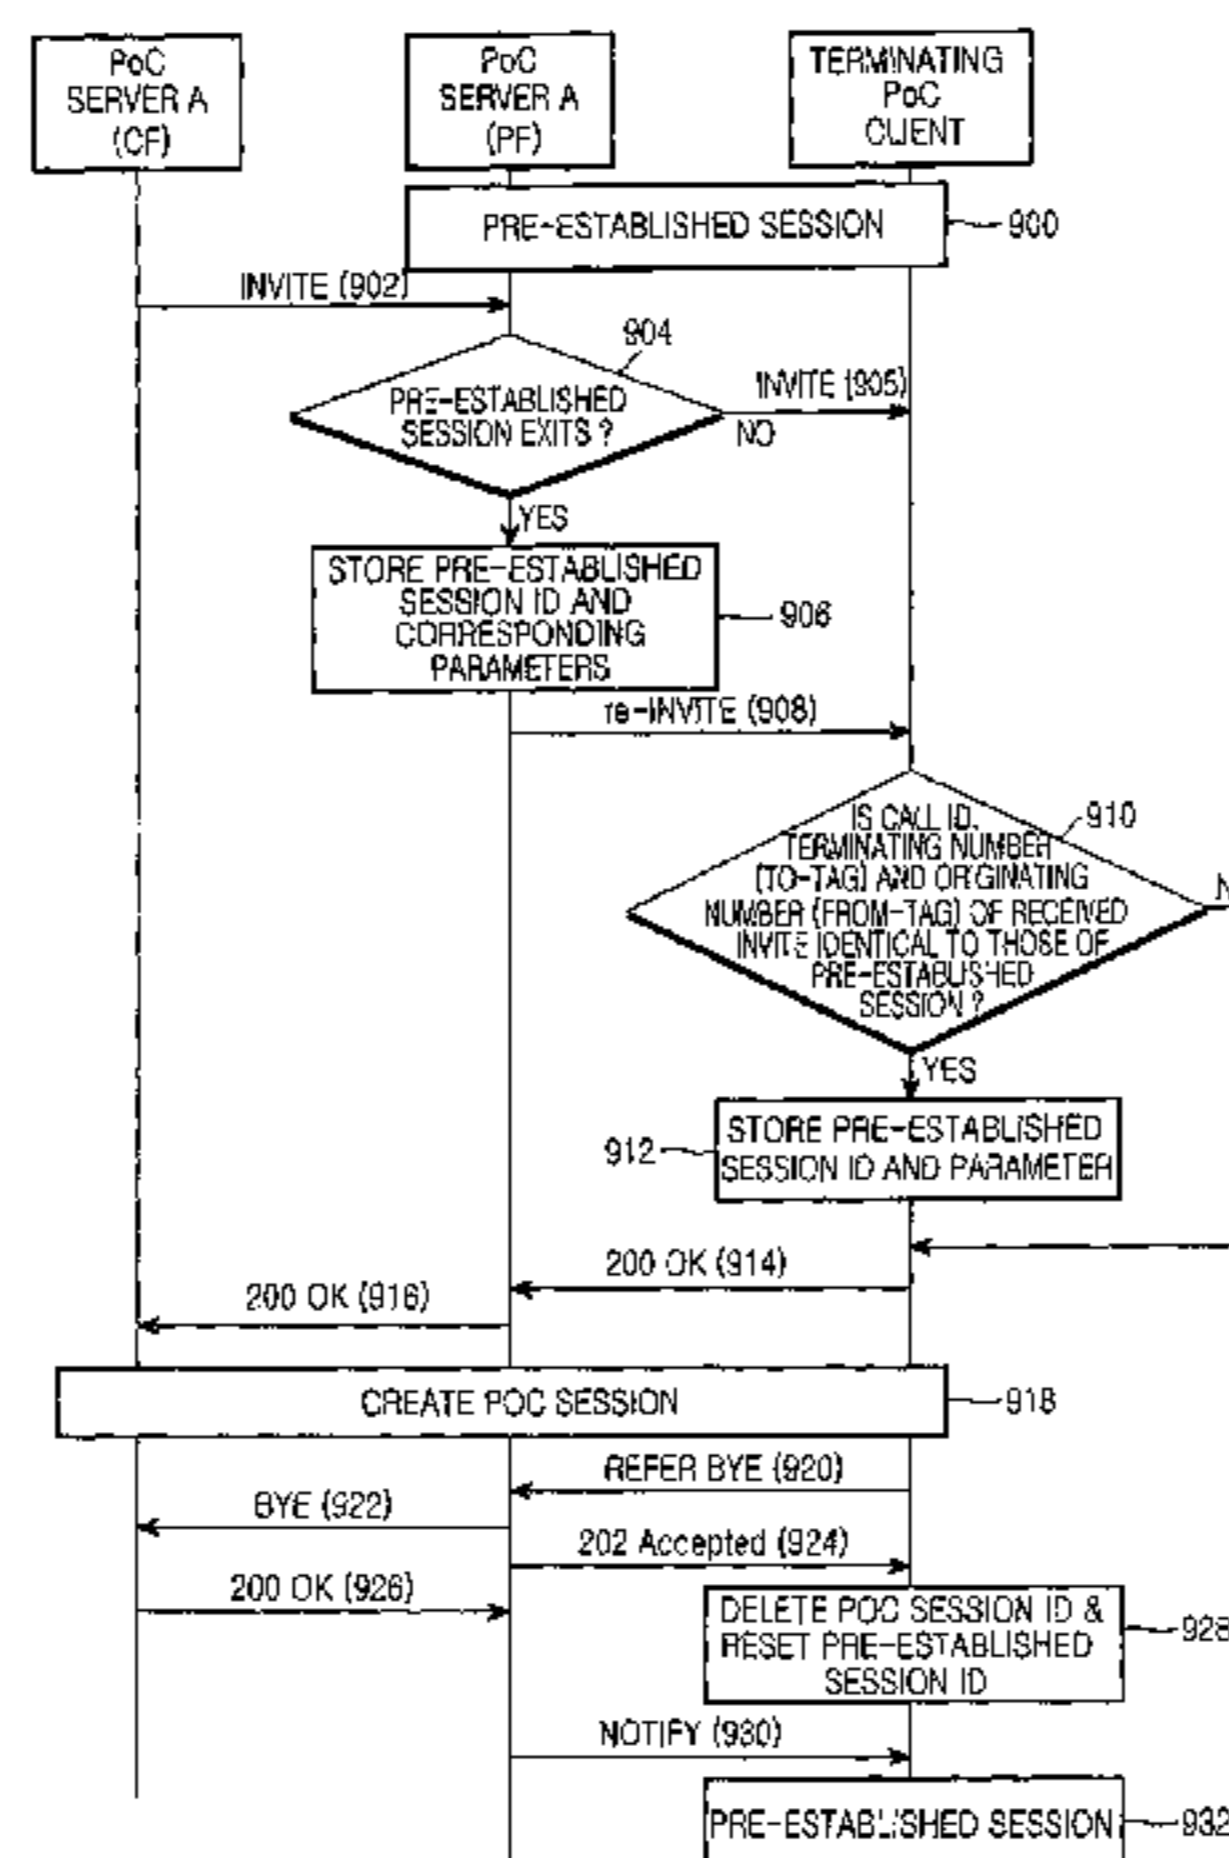 PoC
SERVER A
(CF)
PoC
SERVER A
(PF)
TERMINATING
PoC
CLIENT
PRE-ESTABLISHED SESSION
900
INVITE (902)
904
PRE-ESTABLISHED
SESSION EXITS ?
INVITE (905)
NO
YES
STORE PRE-ESTABLISHED
SESSION ID AND
CORRESPONDING
PARAMETERS
906
re-INVITE (908)
IS CALL ID,
TERMINATING NUMBER
(TO-TAG) AND ORIGINATING
NUMBER (FROM-TAG) OF RECEIVED
INVITE IDENTICAL TO THOSE OF
PRE-ESTABLISHED
SESSION ?
910
N
YES
STORE PRE-ESTABLISHED
SESSION ID AND PARAMETER
912
200 OK (914)
200 OK (916)
CREATE POC SESSION
918
REFER BYE (920)
BYE (922)
202 Accepted (924)
200 OK (926)
DELETE POC SESSION ID &
RESET PRE-ESTABLISHED
SESSION ID
928
NOTIFY (930)
PRE-ESTABLISHED SESSION
932